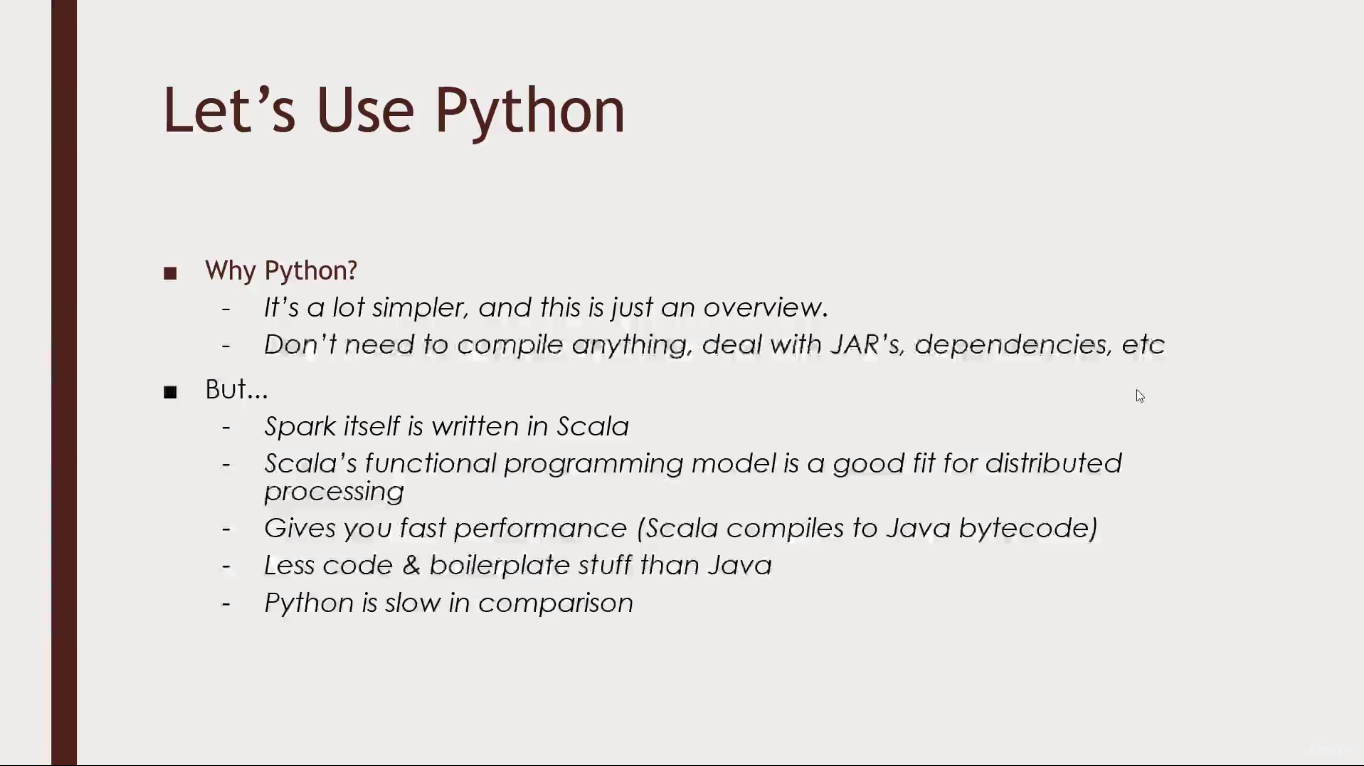 Let's Use Python
■ Why Python?
- It's a lot simpler, and this is just an overview.
- Don't need to compile anything, deal with JAR's, dependencies, etc
■ But...
- Spark itself is written in Scala
- Scala's functional programming model is a good fit for distributed
processing
- Gives you fast performance (Scala compiles to Java bytecode)
- Less code & boilerplate stuff than Java
- Python is slow in comparison